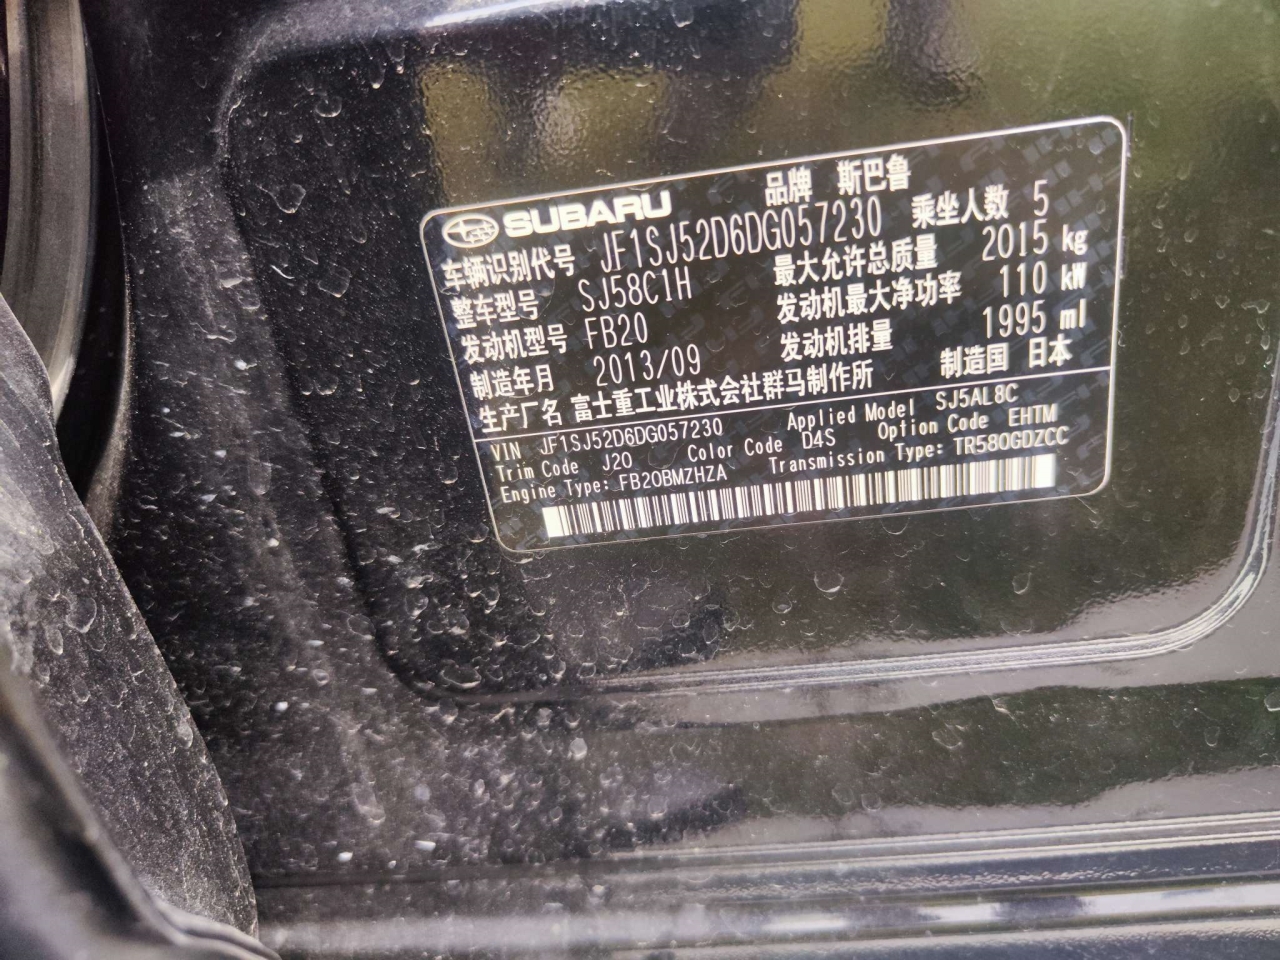 SUBARU 品牌 斯巴鲁
车辆识别代号 JF1SJ52D6DG057230 乘坐人数 5
整车型号 SJ58C1H 最大允许总质量 2015 kg
发动机型号 FB20 发动机最大净功率 110 kW
制造年月 2013/09 发动机排量 1995 ml
生产厂名 富士重工业株式会社群马制作所 制造国 日本
VIN JF1SJ52D6DG057230 Applied Model SJ5AL8C
Trim Code J20 Color Code D4S Option Code EHTM
Engine Type: FB20BMZHZA Transmission Type: TR580GDZCC